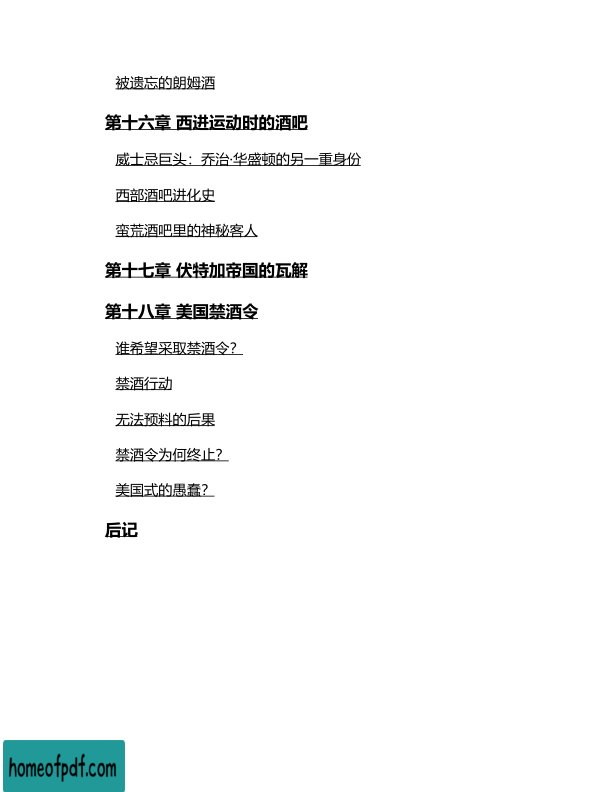 被遗忘的朗姆酒
第十六章 西进运动时的酒吧
威士忌巨头：乔治·华盛顿的另一重身份
西部酒吧进化史
蛮荒酒吧里的神秘客人
第十七章 伏特加帝国的瓦解
第十八章 美国禁酒令
谁希望采取禁酒令？
禁酒行动
无法预料的后果
禁酒令为何终止？
美国式的愚蠢？
后记
homeofpdf.com